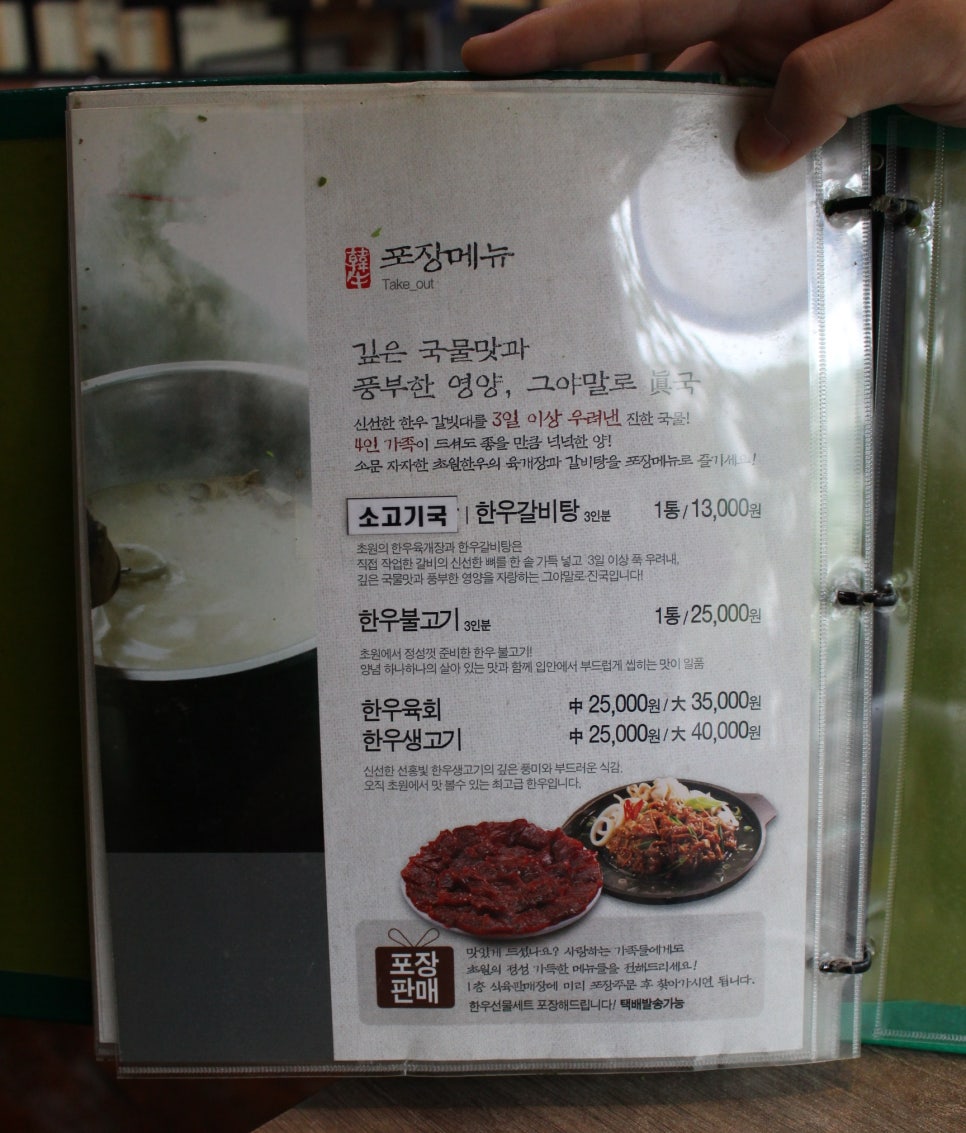 韓牛 포장메뉴
Take_out
깊은 국물맛과
풍부한 영양, 그야말로 眞국
신선한 한우 갈빗대를 3일 이상 우려낸 진한 국물!
4인 가족이 드셔도 좋을 만큼 넉넉한 양!
소문 자자한 초원한우의 육개장과 갈비탕을 포장메뉴로 즐기세요!
소고기국 | 한우갈비탕 3인분 1통 / 13,000원
초원의 한우육개장과 한우갈비탕은
직접 작업한 갈비의 신선한 뼈를 한 솥 가득 넣고 3일 이상 푹 우려내,
깊은 국물맛과 풍부한 영양을 자랑하는 그야말로 진국입니다!
한우불고기 3인분 1통 / 25,000원
초원에서 정성껏 준비한 한우 불고기!
양념 하나하나의 살아 있는 맛과 함께 입안에서 부드럽게 씹히는 맛이 일품
한우육회 中 25,000원 / 大 35,000원
한우생고기 中 25,000원 / 大 40,000원
신선한 선홍빛 한우생고기의 깊은 풍미와 부드러운 식감.
오직 초원에서 맛 볼수 있는 최고급 한우입니다.
포장
판매
맛있게 드셨나요? 사랑하는 가족들에게도
초원의 정성 가득한 메뉴들을 전해드리세요!
1층 식육판매장에 미리 포장주문 후 찾아가시면 됩니다.
한우선물세트 포장해드립니다! 택배발송가능